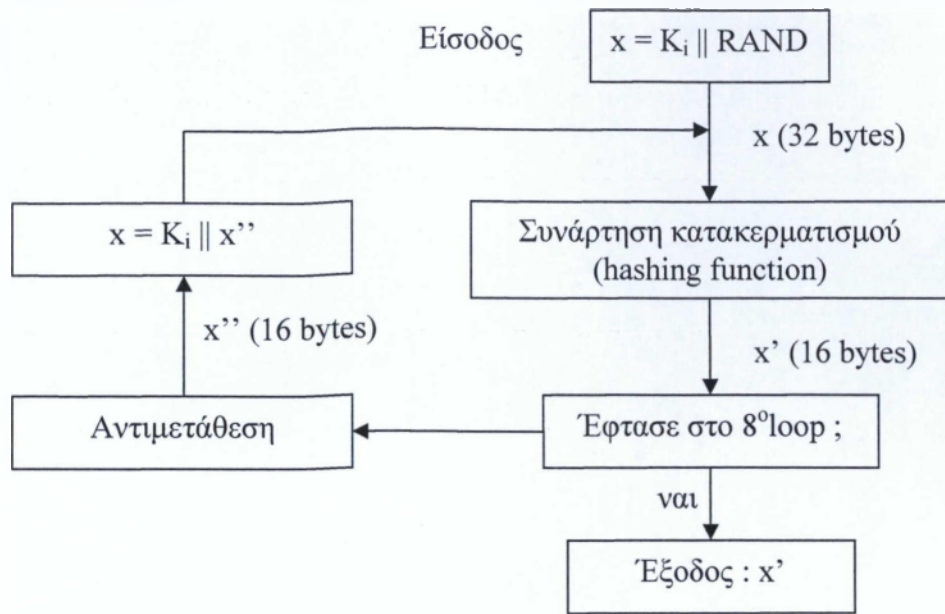 Είσοδος
x = Ki || RAND
x (32 bytes)
x = Ki || x’’
Συνάρτηση κατακερματισμού
(hashing function)
x’’ (16 bytes)
x’ (16 bytes)
Αντιμετάθεση
Έφτασε στο 8ο loop ;
ναι
Έξοδος : x’